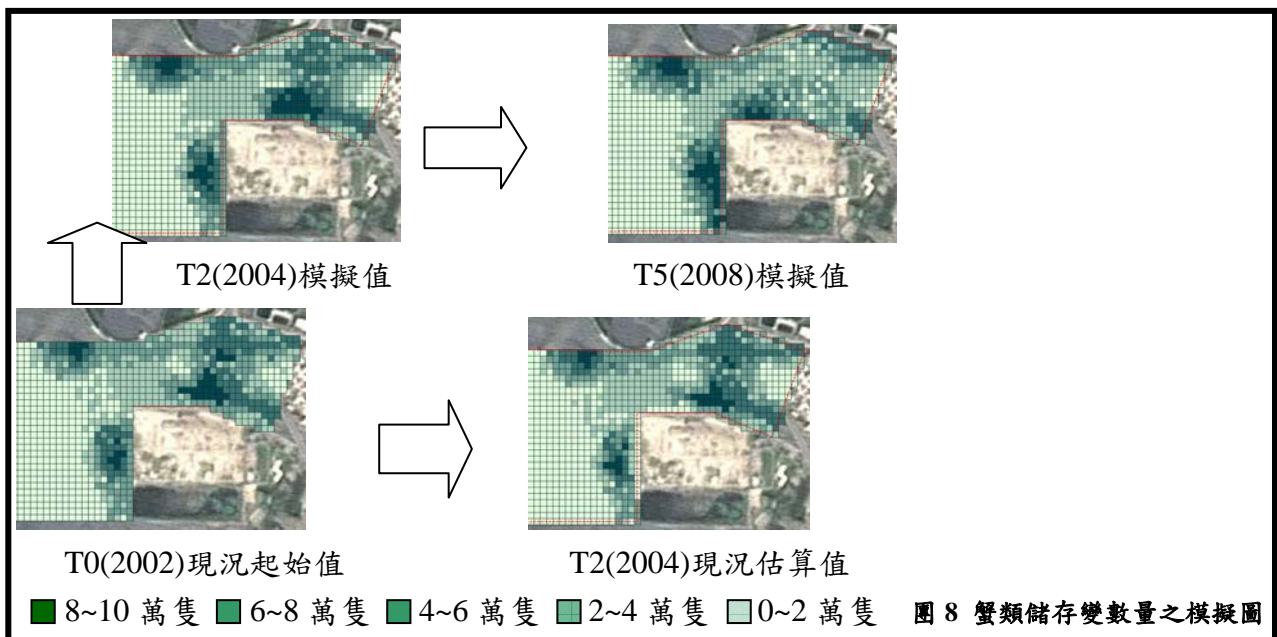 T2(2004)模擬值
T5(2008)模擬值
T0(2002)現況起始值
T2(2004)現況估算值
8~10 萬隻 6~8 萬隻 4~6 萬隻 2~4 萬隻 0~2 萬隻 圖 8 蟹類儲存變數量之模擬圖